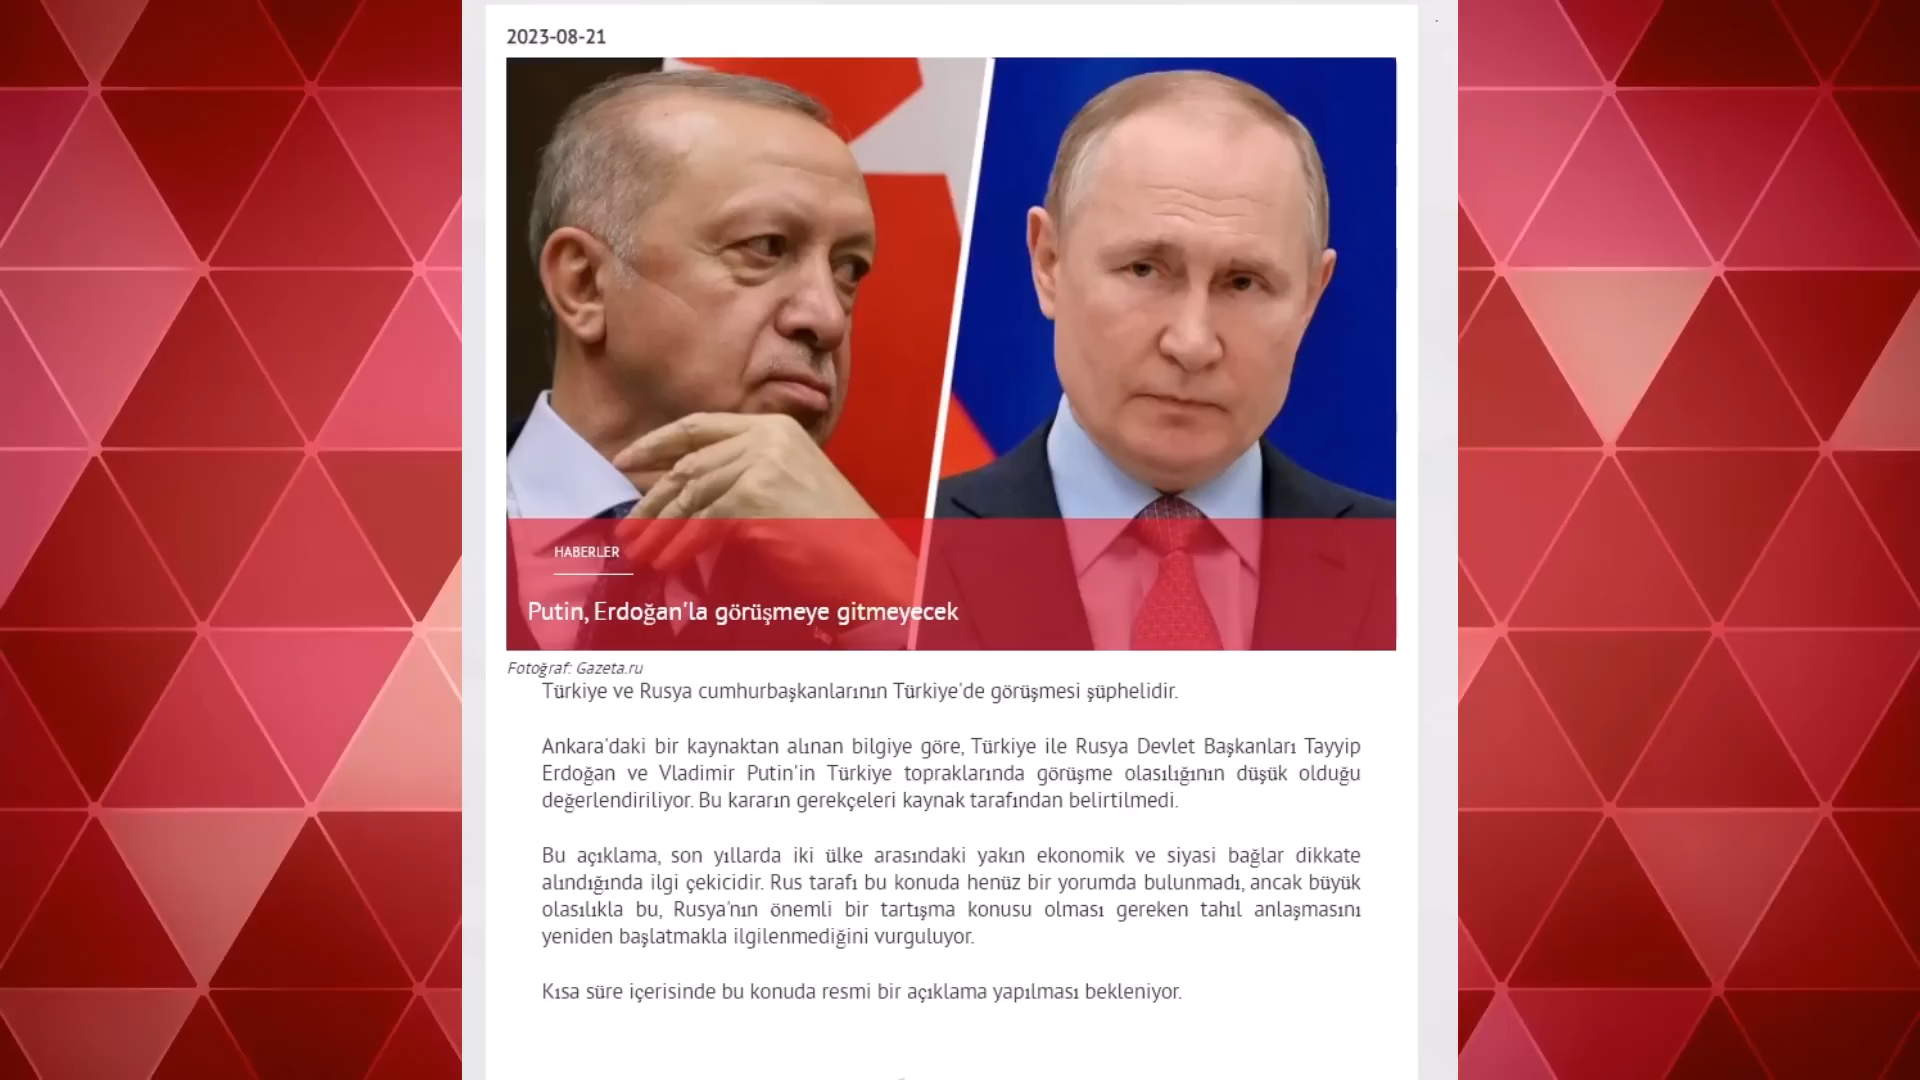 2023-08-21
HABERLER
Putin, Erdoğan'la görüşmeye gitmeyecek
Fotoğraf: Gazeta.ru
Türkiye ve Rusya cumhurbaşkanlarının Türkiye'de görüşmesi şüphelidir.
Ankara'daki bir kaynaktan alınan bilgiye göre, Türkiye ile Rusya Devlet Başkanları Tayyip
Erdoğan ve Vladimir Putin'in Türkiye topraklarında görüşme olasılığının düşük olduğu
değerlendiriliyor. Bu kararın gerekçeleri kaynak tarafından belirtilmedi.
Bu açıklama, son yıllarda iki ülke arasındaki yakın ekonomik ve siyasi bağlar dikkate
alındığında ilgi çekicidir. Rus tarafı bu konuda henüz bir yorumda bulunmadı, ancak büyük
olasılıkla bu, Rusya'nın önemli bir tartışma konusu olması gereken tahıl anlaşmasını
yeniden başlatmakla ilgilenmediğini vurguluyor.
Kısa süre içerisinde bu konuda resmi bir açıklama yapılması bekleniyor.